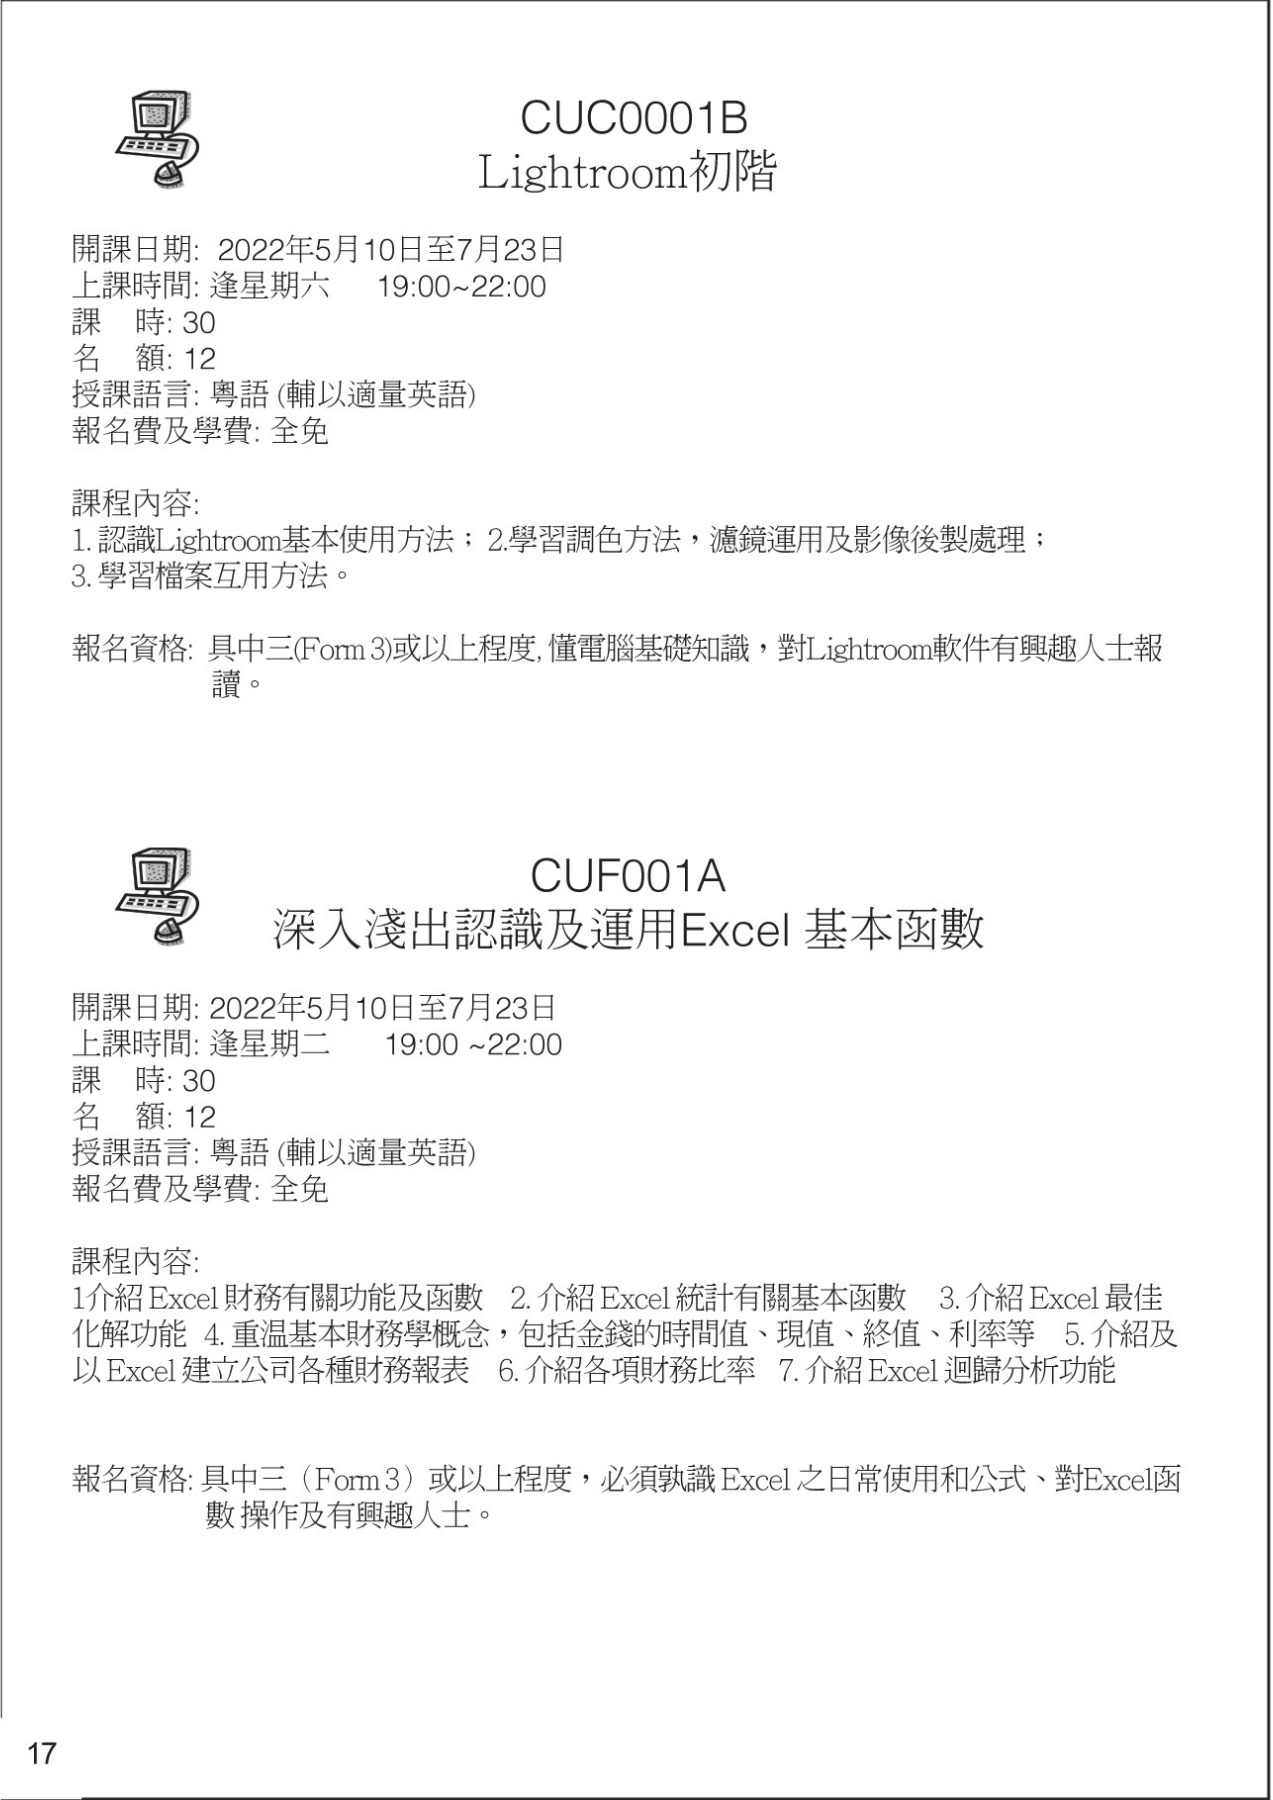 CUC0001B
Lightroom初階
開課日期: 2022年5月10日至7月23日
上課時間: 逢星期六 19:00~22:00
課 時: 30
名 額: 12
授課語言: 粵語 (輔以適量英語)
報名費及學費: 全免
課程內容:
1. 認識Lightroom基本使用方法； 2.學習調色方法，濾鏡運用及影像後製處理；
3. 學習檔案互用方法。
報名資格: 具中三(Form 3)或以上程度, 懂電腦基礎知識，對Lightroom軟件有興趣人士報
讀。
CUF001A
深入淺出認識及運用Excel 基本函數
開課日期: 2022年5月10日至7月23日
上課時間: 逢星期二 19:00 ~22:00
課 時: 30
名 額: 12
授課語言: 粵語 (輔以適量英語)
報名費及學費: 全免
課程內容:
1介紹 Excel 財務有關功能及函數 2. 介紹 Excel 統計有關基本函數 3. 介紹 Excel 最佳
化解功能 4. 重温基本財務學概念，包括金錢的時間值、現值、終值、利率等 5. 介紹及
以 Excel 建立公司各種財務報表 6. 介紹各項財務比率 7. 介紹 Excel 迴歸分析功能
報名資格: 具中三（Form 3）或以上程度，必須孰識 Excel 之日常使用和公式、對Excel函
數 操作及有興趣人士。
17